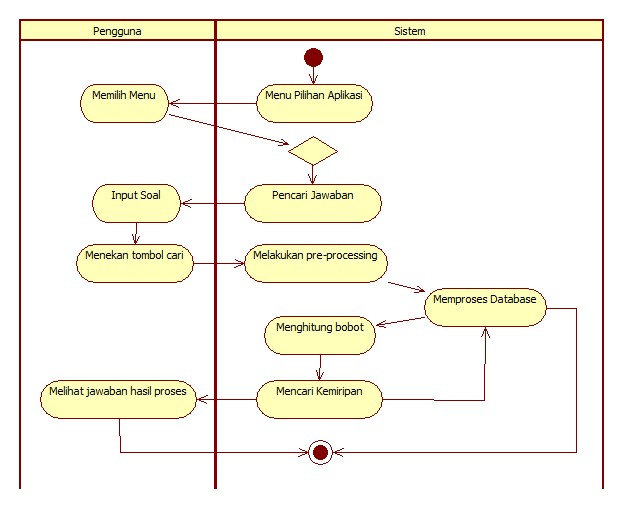 Pengguna
Sistem
Memilih Menu
Menu Pilihan Aplikasi
Input Soal
Pencari Jawaban
Menekan tombol cari
Melakukan pre-processing
Memproses Database
Menghitung bobot
Melihat jawaban hasil proses
Mencari Kemiripan